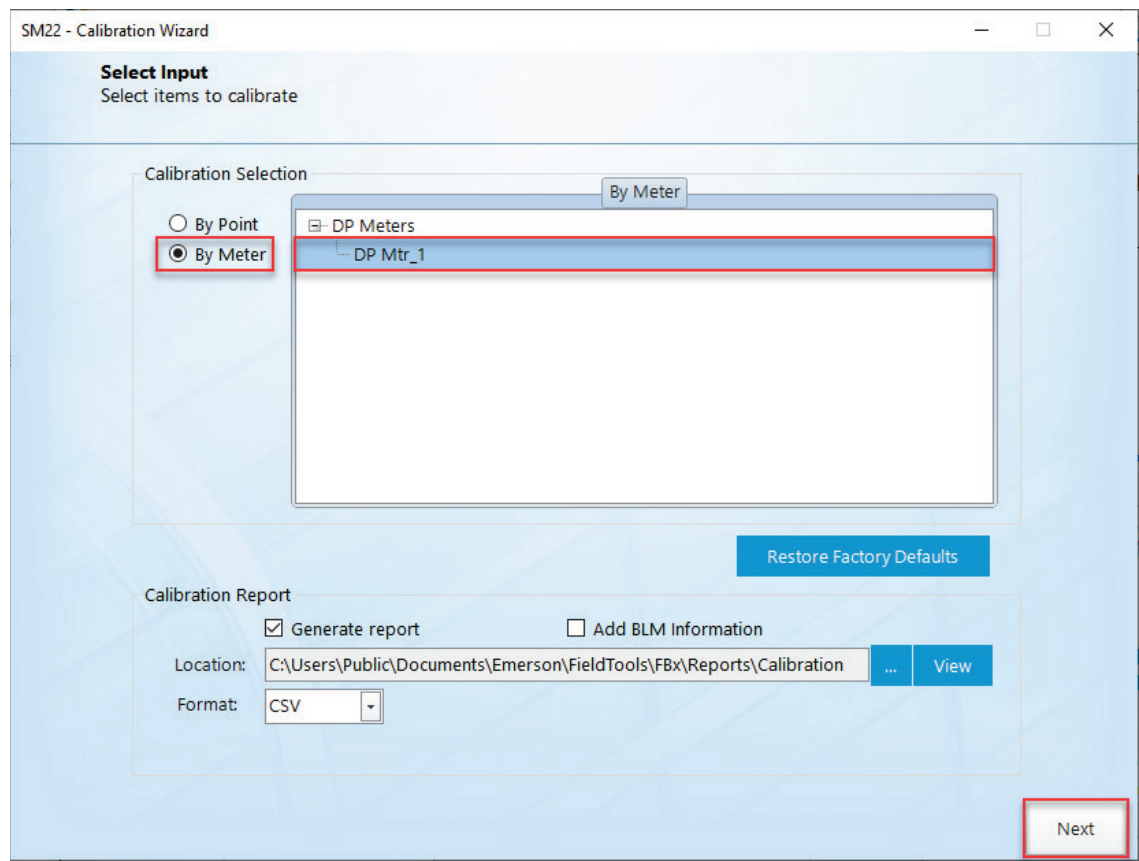 SM22 - Calibration Wizard
Select Input
Select items to calibrate
Calibration Selection
By Meter
By Point
DP Meters
By Meter
DP Mtr_1
Restore Factory Defaults
Calibration Report
Generate report
Add BLM Information
Location:
C:\Users\Public\Documents\Emerson\FieldTools\FBx\Reports\Calibration
...
View
Format:
CSV
Next